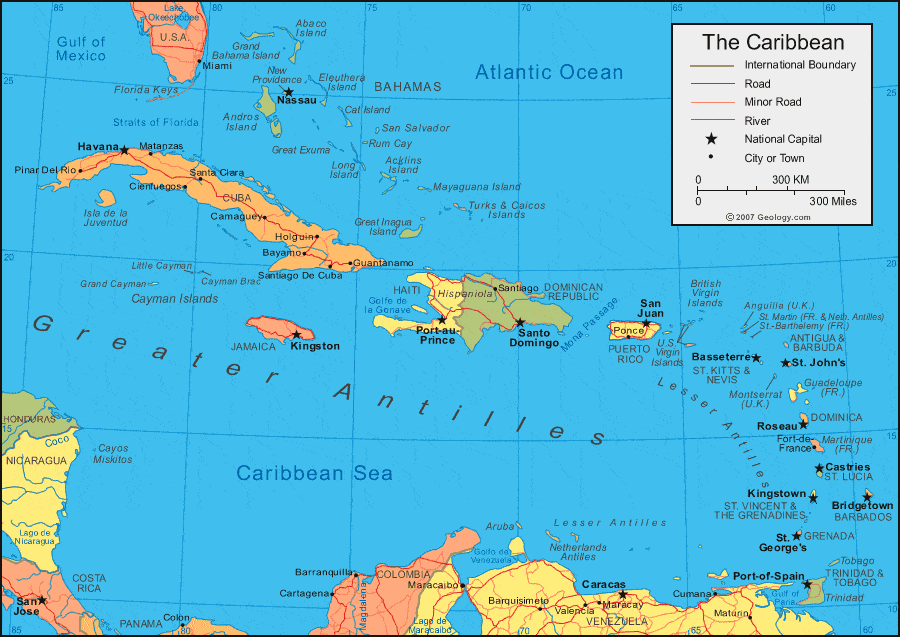 The Caribbean
International Boundary
Road
Minor Road
River
National Capital
City or Town
0 300 KM
0 300 Miles
© 2007 Geology.com
85
80
75
70
65
60
Lake
Okeechobee
U.S.A.
Miami
Gulf of
Mexico
Florida Keys
Straits of Florida
Abaco
Island
Grand
Bahama Island
New
Providence
Eleuthera
Island
BAHAMAS
Nassau
Andros
Island
Cat Island
San Salvador
Rum Cay
Great Exuma
Long
Island
Acklins
Island
Mayaguana Island
Turks & Caicos
Islands
Great Inagua
Island
Atlantic Ocean
25
25
Havana
Matanzas
Pinar Del Rio
Santa Clara
Cienfuegos
CUBA
Camaguey
Isla de la
Juventud
Holguin
Bayamo
Guantanamo
Santiago De Cuba
20
20
Little Cayman
Grand Cayman
Cayman Brac
Cayman Islands
HAITI
Hispaniola
Santiago
DOMINICAN
REPUBLIC
Golfe de
la Gonave
Port-au-
Prince
Santo
Domingo
Mona Passage
San
Juan
Ponce
PUERTO
RICO
U.S.
Virgin
Islands
British
Virgin
Islands
Anguilla (U.K.)
St. Martin (FR. & Neth. Antilles)
St.-Barthelemy (FR.)
ANTIGUA &
BARBUDA
Basseterre
St. John's
ST. KITTS &
NEVIS
Montserrat
(U.K.)
Guadeloupe
(FR.)
JAMAICA
Kingston
Greater Antilles
Lesser Antilles
DOMINICA
Roseau
Fort-de-
France
Martinique
(FR.)
Castries
ST. LUCIA
Kingstown
ST. VINCENT &
THE GRENADINES
Bridgetown
BARBADOS
St.
George's
GRENADA
HONDURAS
15
15
Coco
NICARAGUA
Cayos
Miskitos
Caribbean Sea
Lago de
Nicaragua
COSTA
RICA
San
Jose
PANAMA
Colon
Aruba
Lesser Antilles
Netherlands
Antilles
Golfo de
Venezuela
Barranquilla
COLOMBIA
Cartagena
Magdalena
Maracaibo
Lago de
Maracaibo
Barquisimeto
Valencia
Caracas
Maracay
VENEZUELA
Cumana
Maturin
Port-of-Spain
Tobago
TRINIDAD &
TOBAGO
Gulf of
Paria
Trinidad
10
10
85
80
75
70
65
60